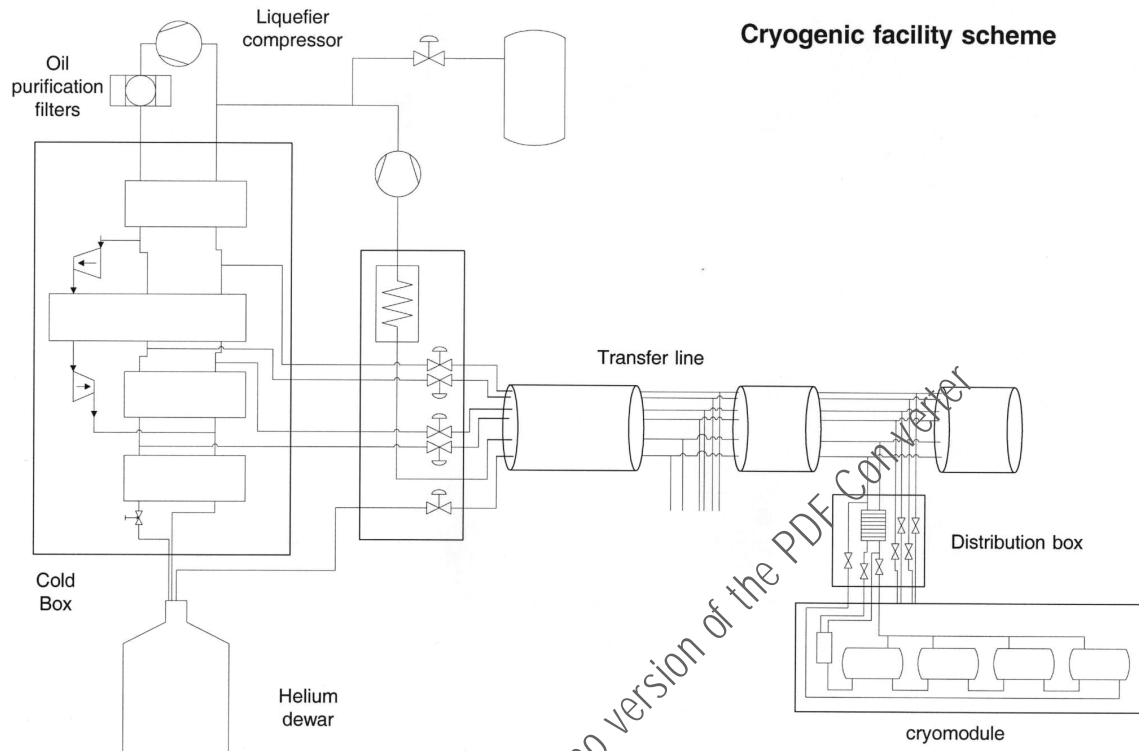 Liquefier
compressor
Cryogenic facility scheme
Oil
purification
filters
Transfer line
Distribution box
Cold
Box
Helium
dewar
cryomodule
version of the PDF Converter